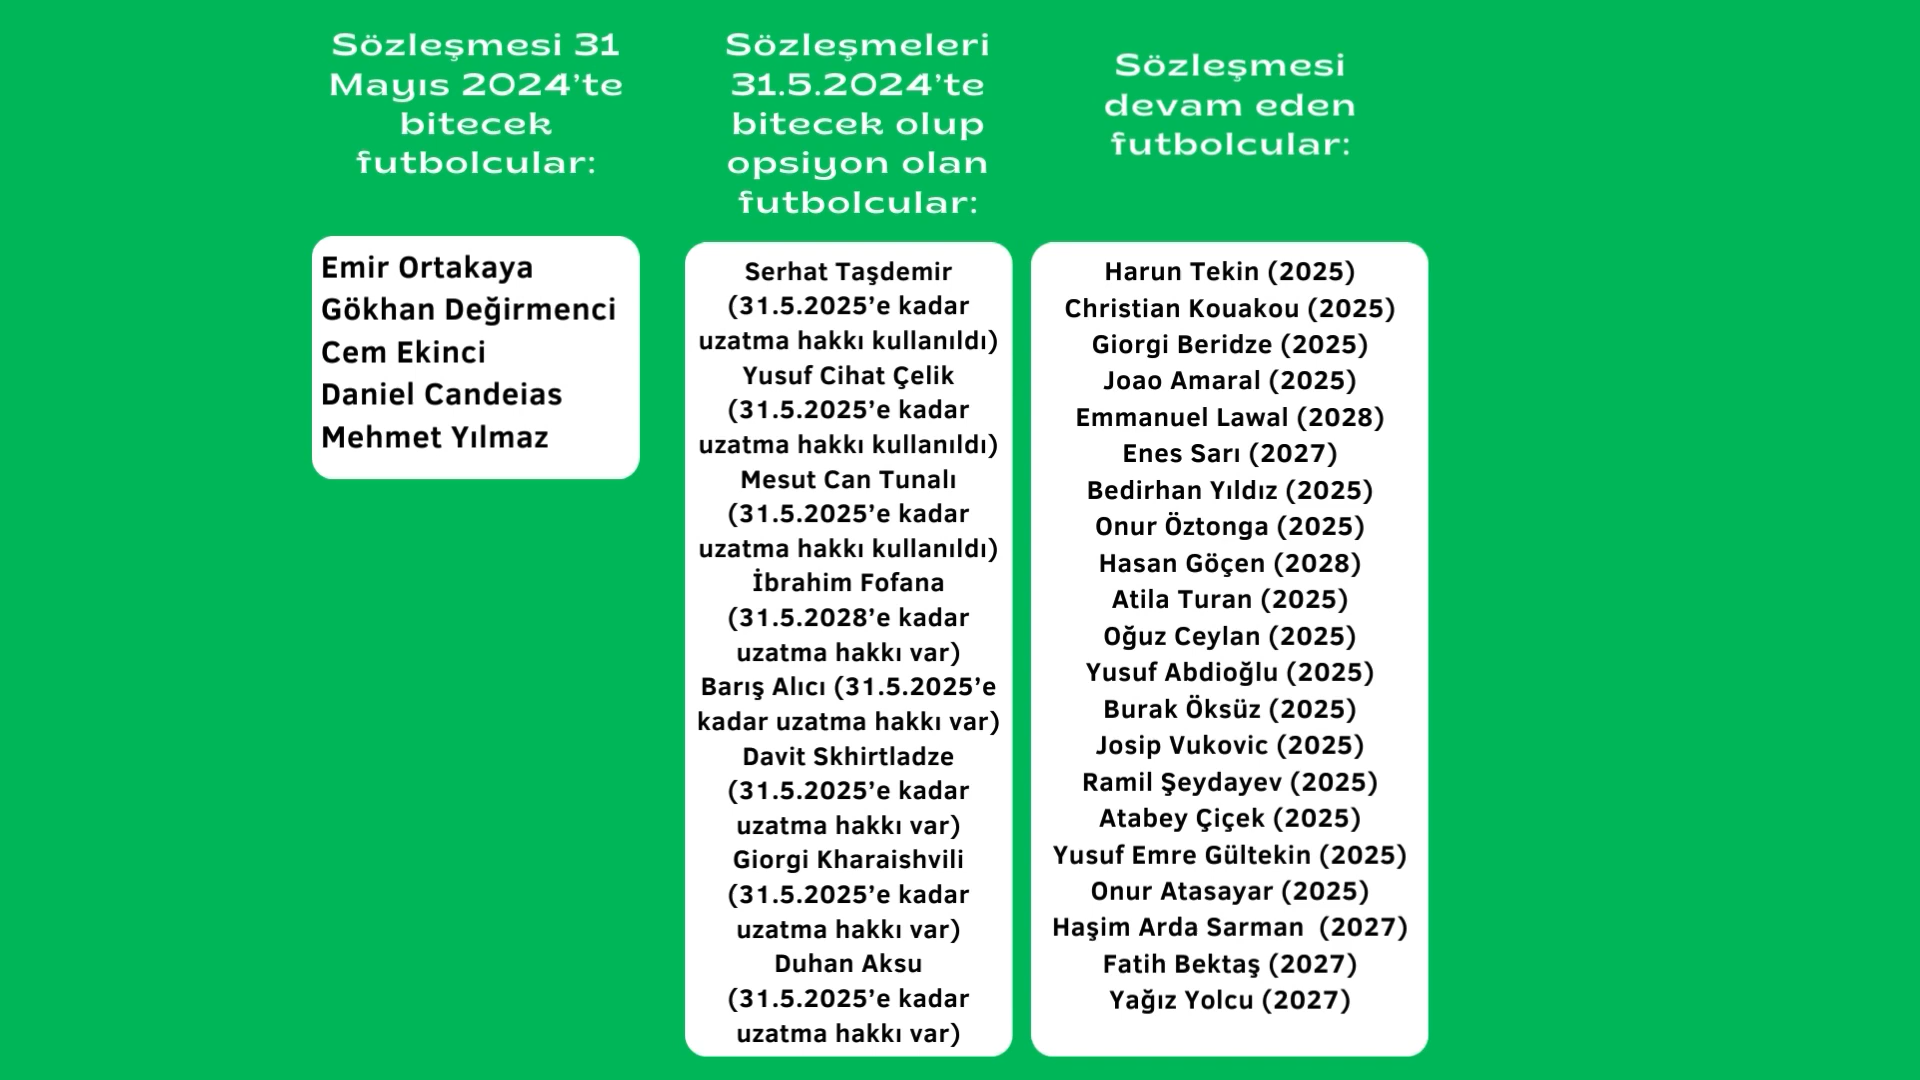 Sözleşmesi 31
Mayıs 2024’te
bitecek
futbolcular:
Emir Ortakaya
Gökhan Değirmenci
Cem Ekinci
Daniel Candeias
Mehmet Yılmaz
Sözleşmeleri
31.5.2024’te
bitecek olup
opsiyon olan
futbolcular:
Serhat Taşdemir
(31.5.2025’e kadar
uzatma hakkı kullanıldı)
Yusuf Cihat Çelik
(31.5.2025’e kadar
uzatma hakkı kullanıldı)
Mesut Can Tunalı
(31.5.2025’e kadar
uzatma hakkı kullanıldı)
İbrahim Fofana
(31.5.2028’e kadar
uzatma hakkı var)
Barış Alıcı (31.5.2025’e
kadar uzatma hakkı var)
Davit Skhirtladze
(31.5.2025’e kadar
uzatma hakkı var)
Giorgi Kharaishvili
(31.5.2025’e kadar
uzatma hakkı var)
Duhan Aksu
(31.5.2025’e kadar
uzatma hakkı var)
Sözleşmesi
devam eden
futbolcular:
Harun Tekin (2025)
Christian Kouakou (2025)
Giorgi Beridze (2025)
Joao Amaral (2025)
Emmanuel Lawal (2028)
Enes Sarı (2027)
Bedirhan Yıldız (2025)
Onur Öztonga (2025)
Hasan Göçen (2028)
Atila Turan (2025)
Oğuz Ceylan (2025)
Yusuf Abdioğlu (2025)
Burak Öksüz (2025)
Josip Vukovic (2025)
Ramil Şeydayev (2025)
Atabey Çiçek (2025)
Yusuf Emre Gültekin (2025)
Onur Atasayar (2025)
Haşim Arda Sarman (2027)
Fatih Bektaş (2027)
Yağız Yolcu (2027)